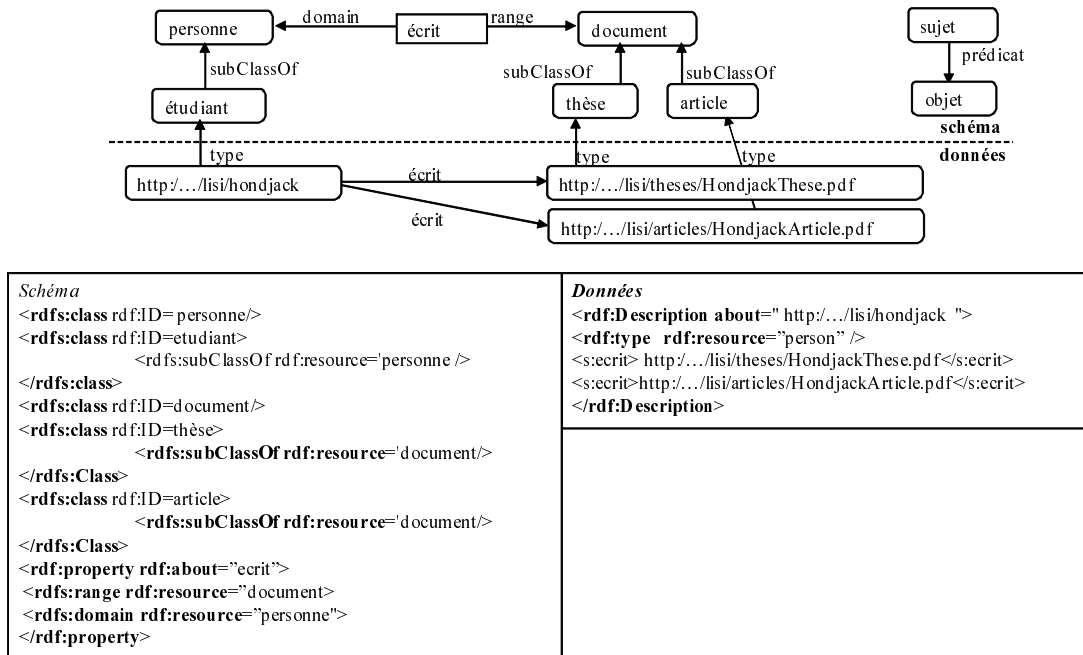 personne
domain
écrit
range
document
sujet
prédicat
objet
subClassOf
subClassOf
subClassOf
étudiant
thèse
article
schéma
données
type
type
type
http:/…/lisi/hondjack
écrit
http:/…/lisi/theses/HondjackThese.pdf
écrit
http:/…/lisi/articles/HondjackArticle.pdf
Schéma
<rdfs:class rdf:ID= personne/>
<rdfs:class rdf:ID=etudiant>
<rdfs:subClassOf rdf:resource='personne />
</rdfs:class>
<rdfs:class rdf:ID=document/>
<rdfs:class rdf:ID=thèse>
<rdfs:subClassOf rdf:resource='document/>
</rdfs:Class>
<rdfs:class rdf:ID=article>
<rdfs:subClassOf rdf:resource='document/>
</rdfs:Class>
<rdf:property rdf:about=”ecrit”>
<rdfs:range rdf:resource=”document>
<rdfs:domain rdf:resource=”personne">
</rdf:property>
Données
<rdf:Description about=" http:/…/lisi/hondjack ">
<rdf:type rdf:resource=”person” />
<s:ecrit> http:/…/lisi/theses/HondjackThese.pdf</s:ecrit>
<s:ecrit>http:/…/lisi/articles/HondjackArticle.pdf</s:ecrit>
</rdf:Description>